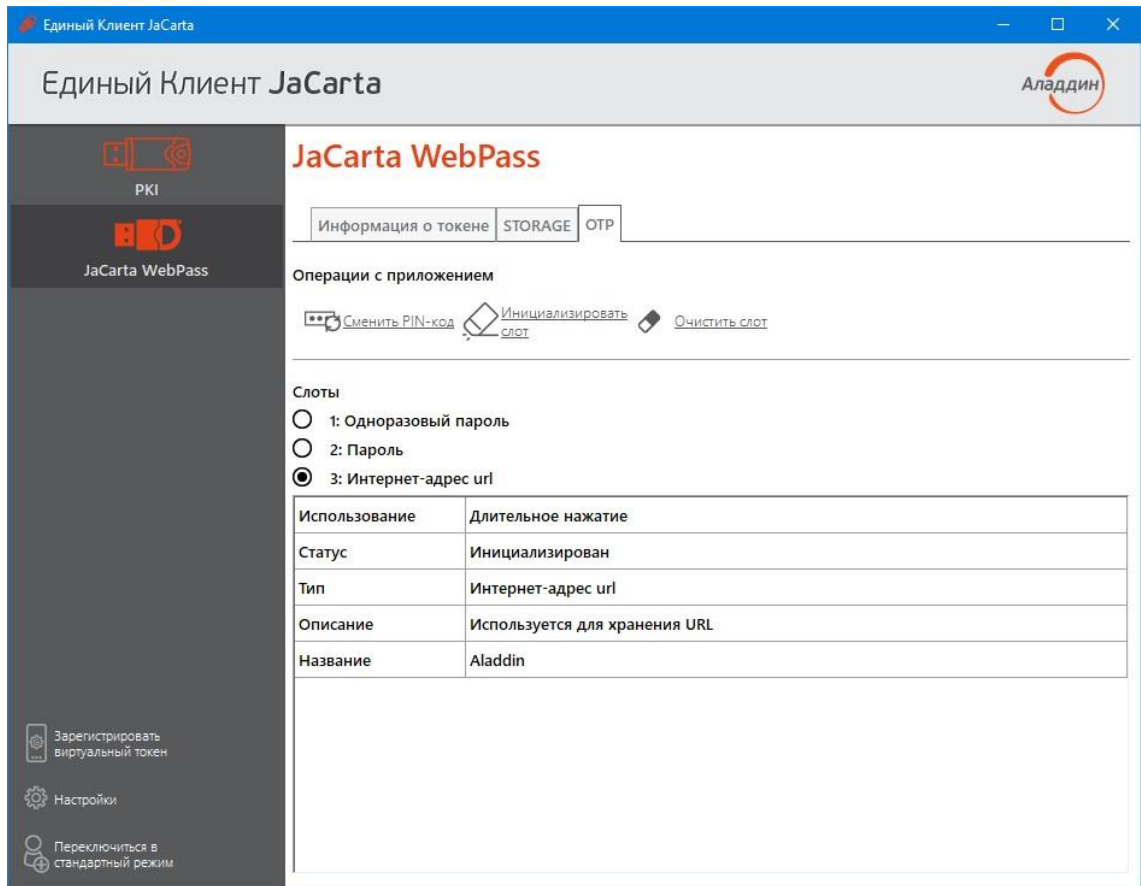 Единый Клиент JaCarta
Единый Клиент JaCarta
Аладдин
PKI
JaCarta WebPass
JaCarta WebPass
Информация о токене STORAGE OTP
Операции с приложением
Сменить PIN-код
Инициализировать
слот
Очистить слот
Слоты
1: Одноразовый пароль
2: Пароль
3: Интернет-адрес url
Использование Длительное нажатие
Статус Инициализирован
Тип Интернет-адрес url
Описание Используется для хранения URL
Название Aladdin
Зарегистрировать
виртуальный токен
Настройки
Переключиться в
стандартный режим